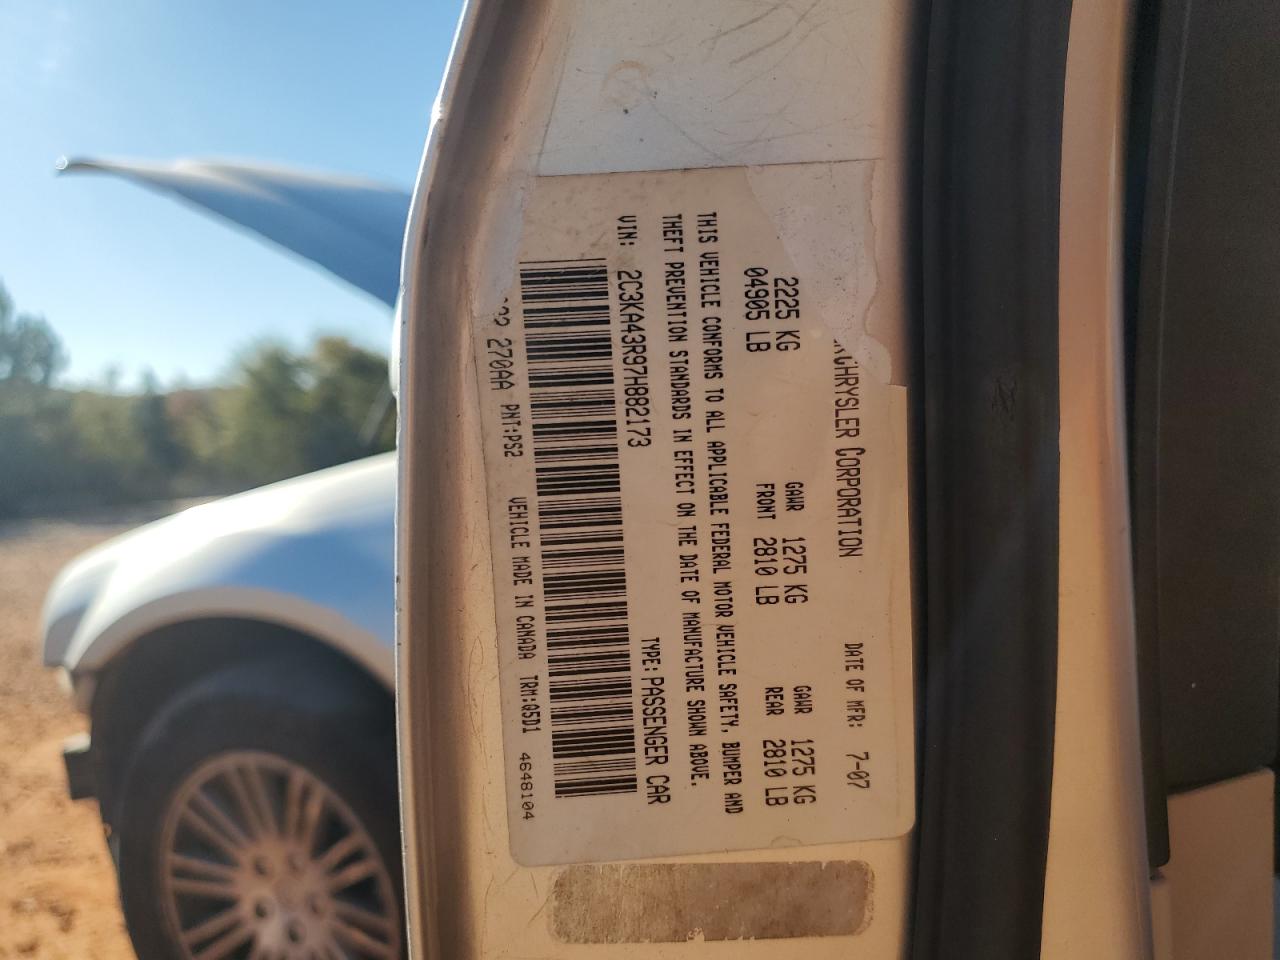 CHRYSLER CORPORATION DATE OF MFR: 7-07
2225 KG GAWR 1275 KG GAWR 1275 KG
04905 LB FRONT 2810 LB REAR 2810 LB
THIS VEHICLE CONFORMS TO ALL APPLICABLE FEDERAL MOTOR VEHICLE SAFETY, BUMPER AND
THEFT PREVENTION STANDARDS IN EFFECT ON THE DATE OF MANUFACTURE SHOWN ABOVE.
VIN: 2C3KA43R97H882173 TYPE: PASSENGER CAR
270AA PNT:PS2 VEHICLE MADE IN CANADA TRM:Q5D1 4648104